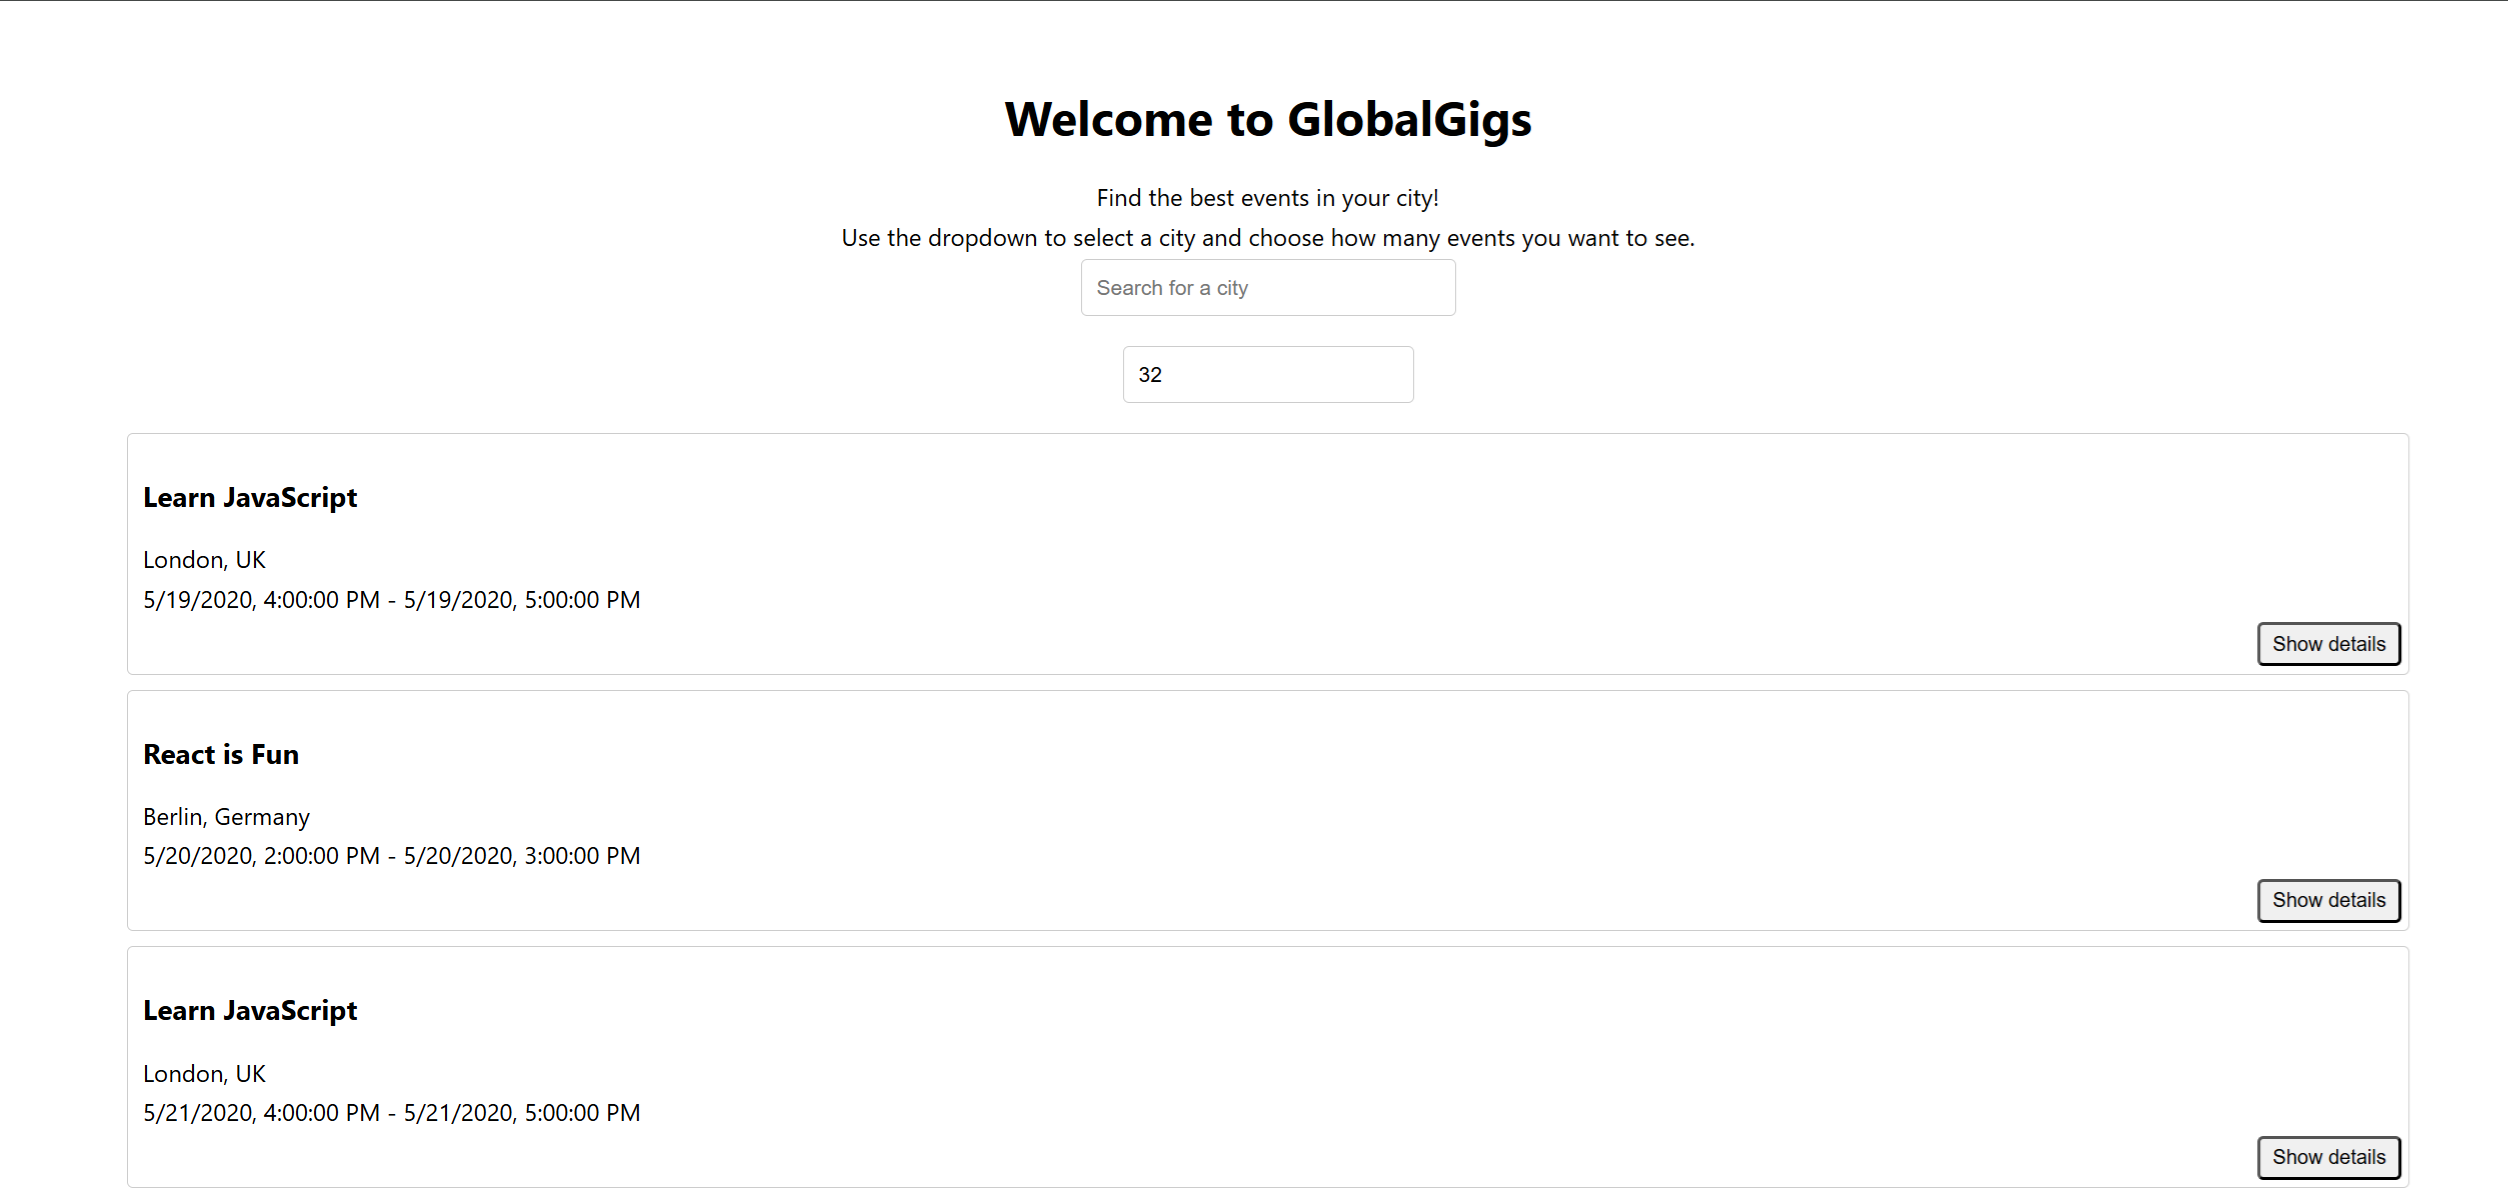 Welcome to GlobalGigs
Find the best events in your city!
Use the dropdown to select a city and choose how many events you want to see.
Search for a city
32
Learn JavaScript
London, UK
5/19/2020, 4:00:00 PM - 5/19/2020, 5:00:00 PM
Show details
React is Fun
Berlin, Germany
5/20/2020, 2:00:00 PM - 5/20/2020, 3:00:00 PM
Show details
Learn JavaScript
London, UK
5/21/2020, 4:00:00 PM - 5/21/2020, 5:00:00 PM
Show details